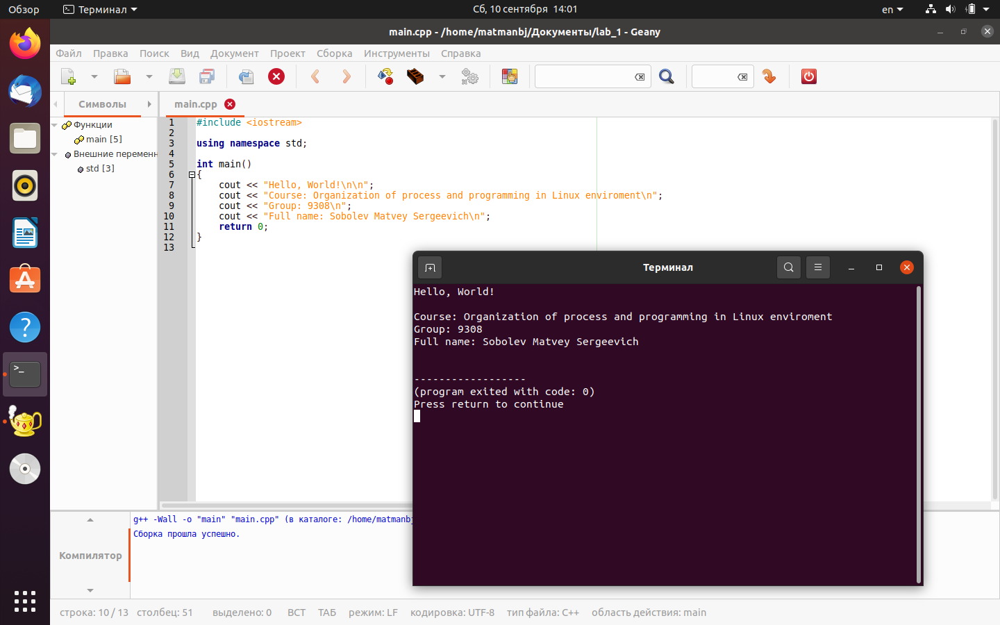 Обзор Терминал Сб, 10 сентября 14:01 en
main.cpp - /home/matmanbj/Документы/lab_1 - Geany
Файл Правка Поиск Вид Документ Проект Сборка Инструменты Справка
Символы
Функции
main [5]
Внешние переменн
std [3]
main.cpp
1 #include <iostream>
2
3 using namespace std;
4
5 int main()
6 {
7 cout << "Hello, World!\n\n";
8 cout << "Course: Organization of process and programming in Linux enviroment\n";
9 cout << "Group: 9308\n";
10 cout << "Full name: Sobolev Matvey Sergeevich\n";
11 return 0;
12 }
13
Терминал
Hello, World!
Course: Organization of process and programming in Linux enviroment
Group: 9308
Full name: Sobolev Matvey Sergeevich
------------------
(program exited with code: 0)
Press return to continue
Компилятор
g++ -Wall -o "main" "main.cpp" (в каталоге: /home/matmanbj
Сборка прошла успешно.
строка: 10 / 13 столбец: 51 выделено: 0 ВСТ ТАБ режим: LF кодировка: UTF-8 тип файла: C++ область действия: main